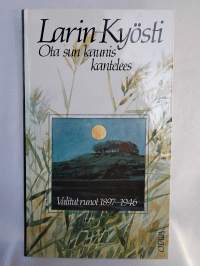 Larin Kyösti
Ota sun kaunis
kantelees
Valitut runot 1897-1946
OTAVA